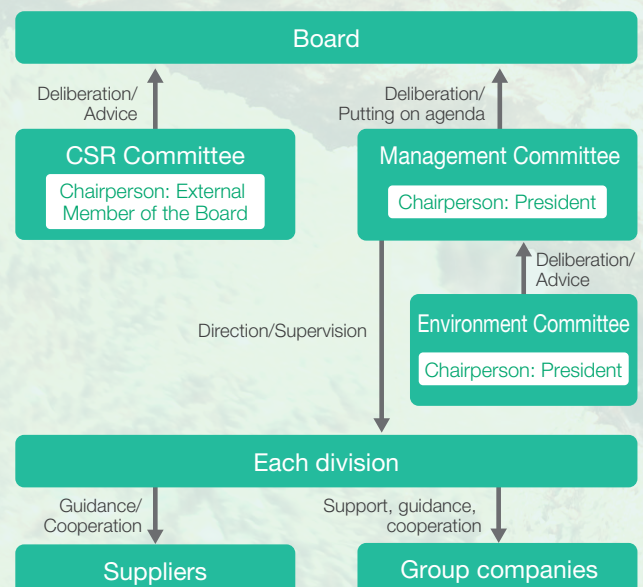 Board
Deliberation/
Advice
Deliberation/
Putting on agenda
CSR Committee
Chairperson: External
Member of the Board
Management Committee
Chairperson: President
Deliberation/
Advice
Environment Committee
Chairperson: President
Direction/Supervision
Each division
Guidance/
Cooperation
Support, guidance,
cooperation
Suppliers
Group companies